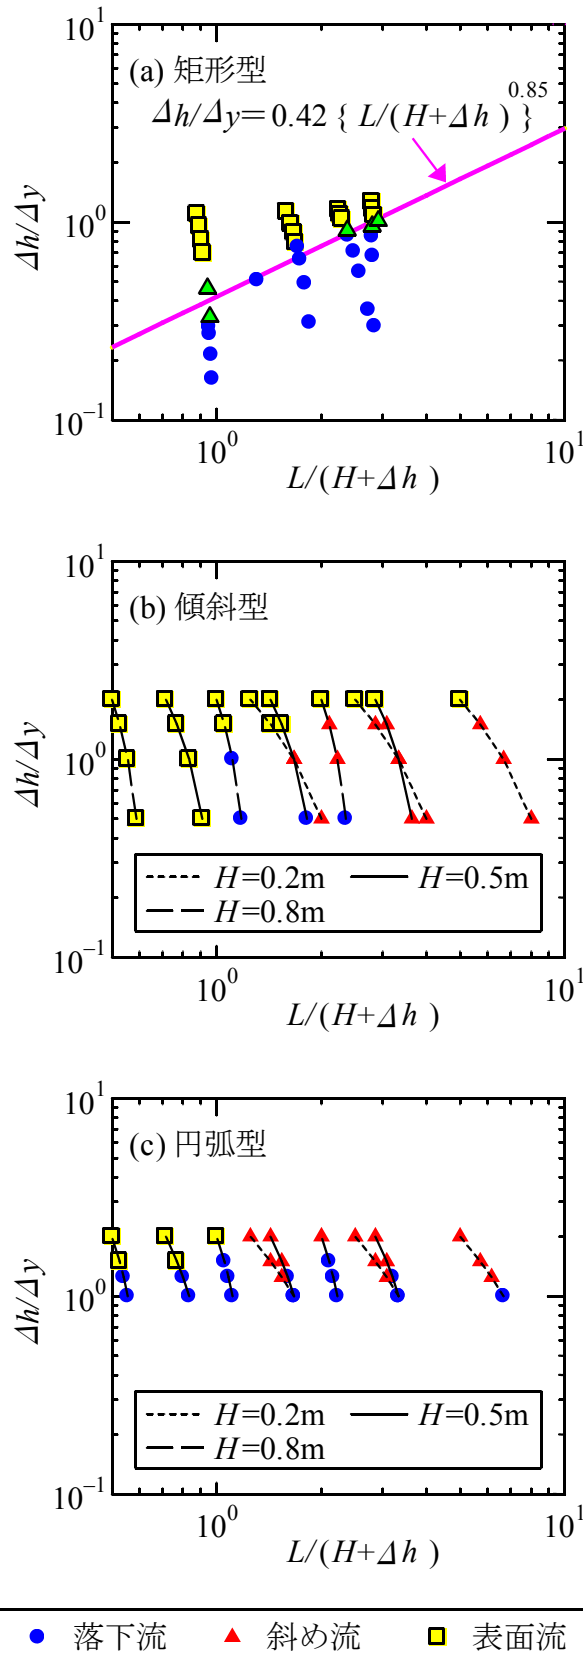 (a) 矩形型
Δh/Δy=0.42 { L/(H+Δh ) }^0.85
10^1
10^0
10^-1
Δh/Δy
10^0
10^1
L/(H+Δh )
(b) 傾斜型
10^1
10^0
10^-1
Δh/Δy
H=0.2m
H=0.5m
H=0.8m
10^0
10^1
L/(H+Δh )
(c) 円弧型
10^1
10^0
10^-1
Δh/Δy
H=0.2m
H=0.5m
H=0.8m
10^0
10^1
L/(H+Δh )
落下流 斜め流 表面流